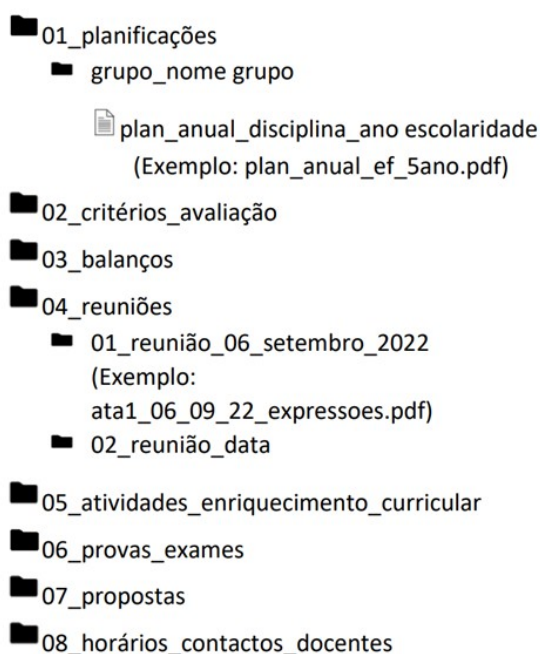 01_planificações
grupo_nome grupo
plan_anual_disciplina_ano escolaridade
(Exemplo: plan_anual_ef_5ano.pdf)
02_critérios_avaliação
03_balanços
04_reuniões
01_reunião_06_setembro_2022
(Exemplo:
ata1_06_09_22_expressoes.pdf)
02_reunião_data
05_atividades_enriquecimento_curricular
06_provas_exames
07_propostas
08_horários_contactos_docentes